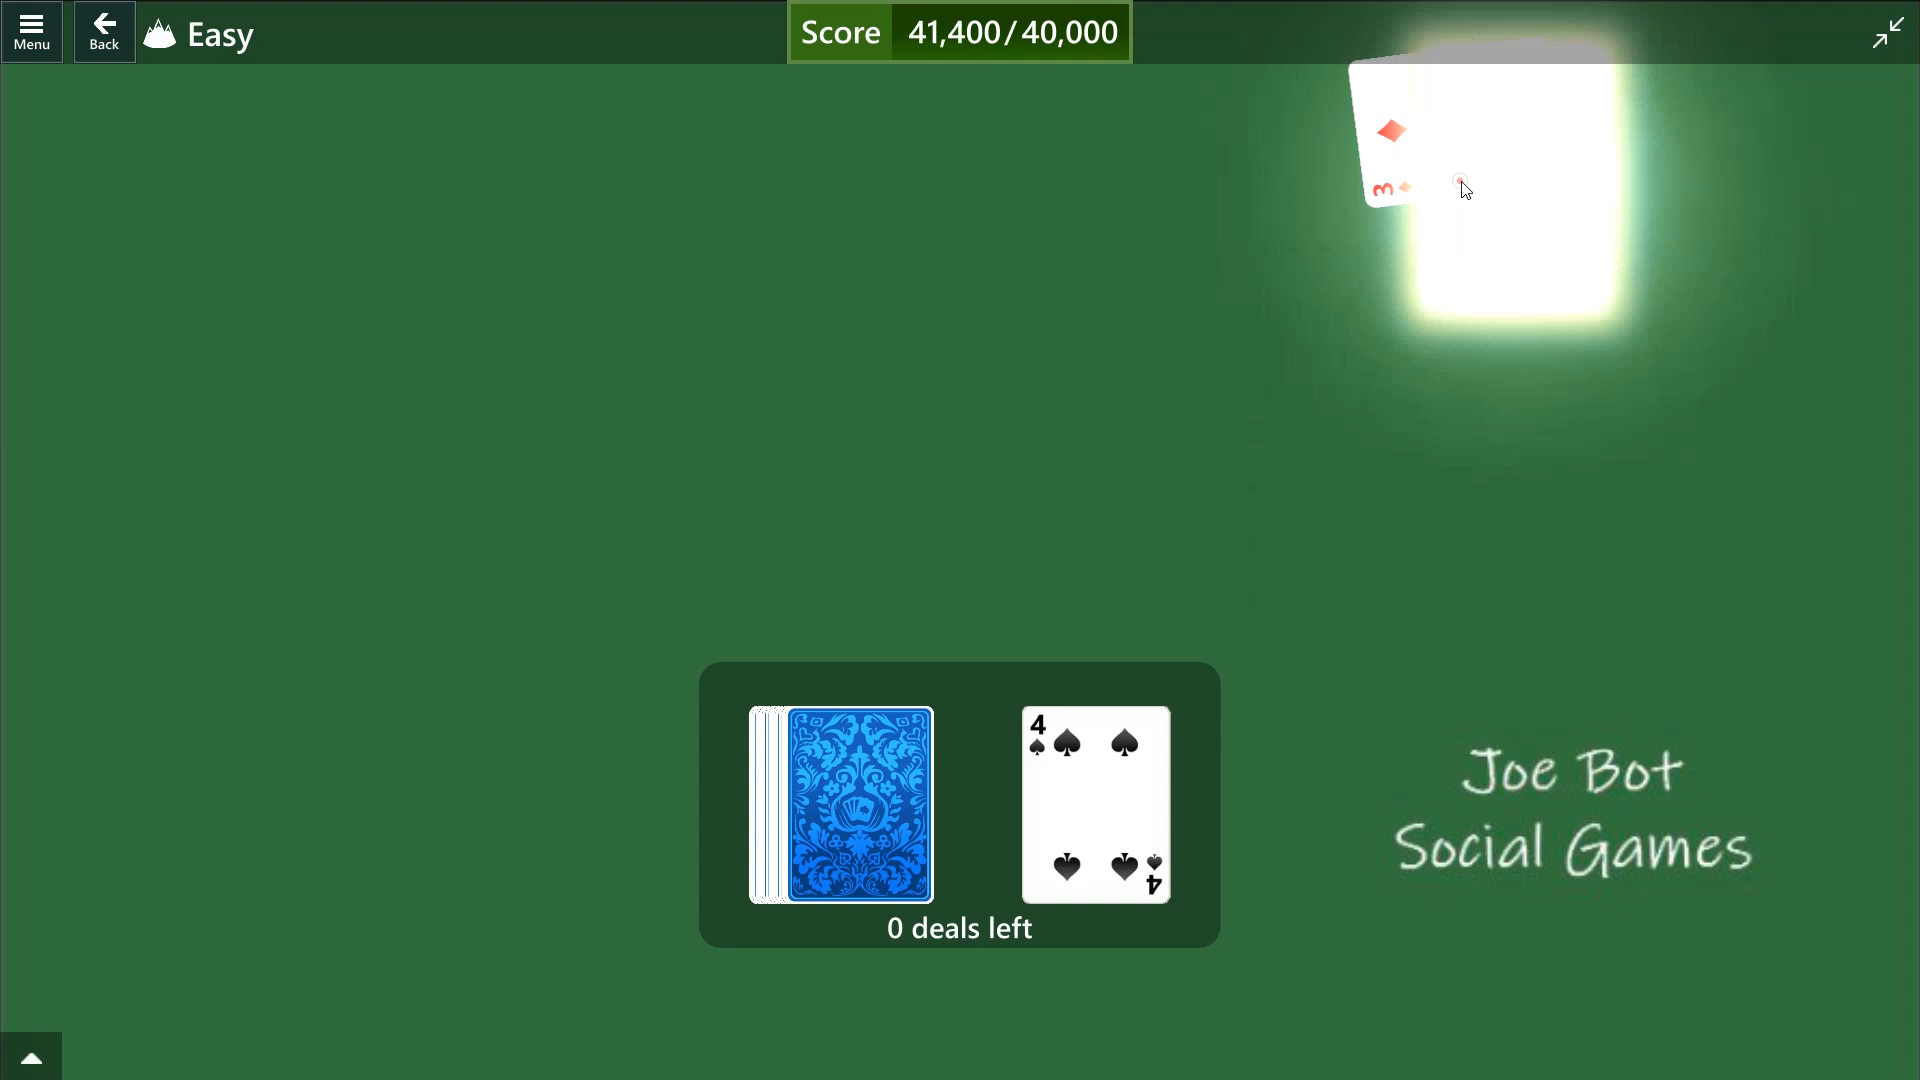 Menu
Back
Easy
Score 41,400/40,000
3
4
4
0 deals left
Joe Bot
Social Games